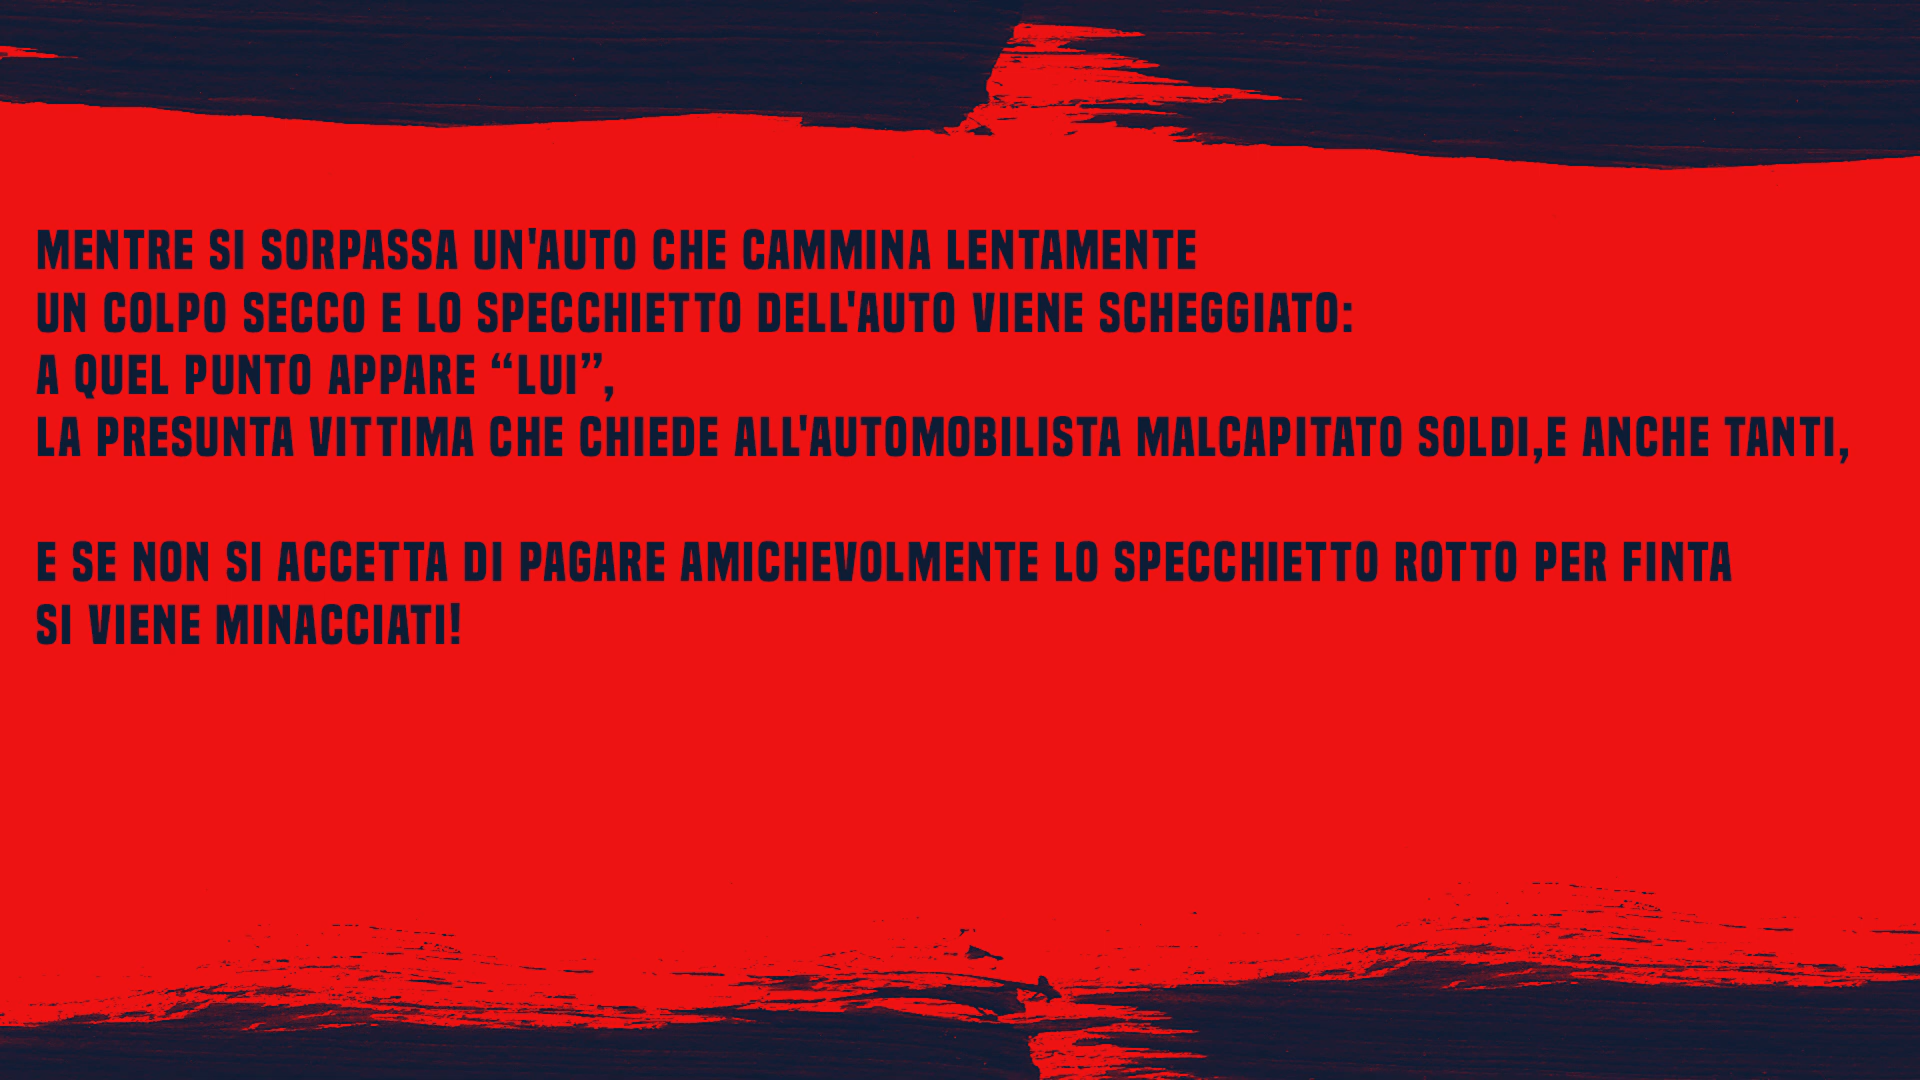 MENTRE SI SORPASSA UN'AUTO CHE CAMMINA LENTAMENTE
UN COLPO SECCO E LO SPECCHIETTO DELL'AUTO VIENE SCHEGGIATO:
A QUEL PUNTO APPARE “LUI”,
LA PRESUNTA VITTIMA CHE CHIEDE ALL'AUTOMOBILISTA MALCAPITATO SOLDI,E ANCHE TANTI,
E SE NON SI ACCETTA DI PAGARE AMICHEVOLMENTE LO SPECCHIETTO ROTTO PER FINTA
SI VIENE MINACCIATI!